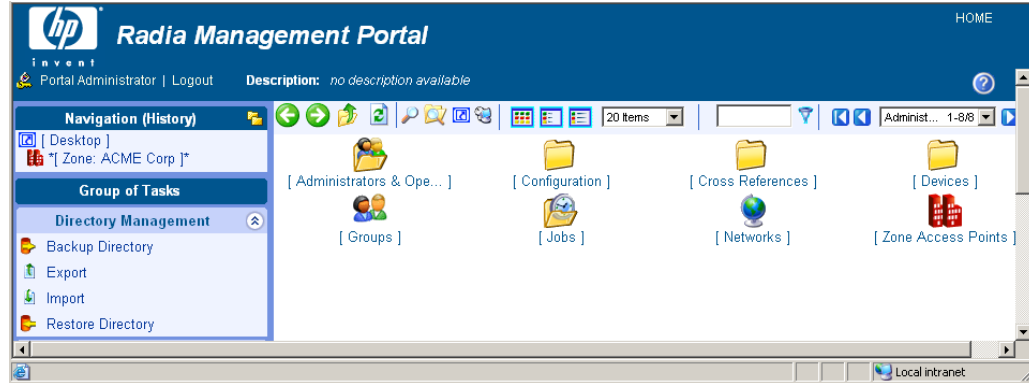 hp
invent
Radia Management Portal
HOME
Portal Administrator | Logout
Description: no description available
Navigation (History)
[ Desktop ]
*[ Zone: ACME Corp ]*
Group of Tasks
Directory Management
Backup Directory
Export
Import
Restore Directory
20 Items
Administ... 1-8/8
[ Administrators & Ope... ]
[ Configuration ]
[ Cross References ]
[ Devices ]
[ Groups ]
[ Jobs ]
[ Networks ]
[ Zone Access Points ]
Local intranet